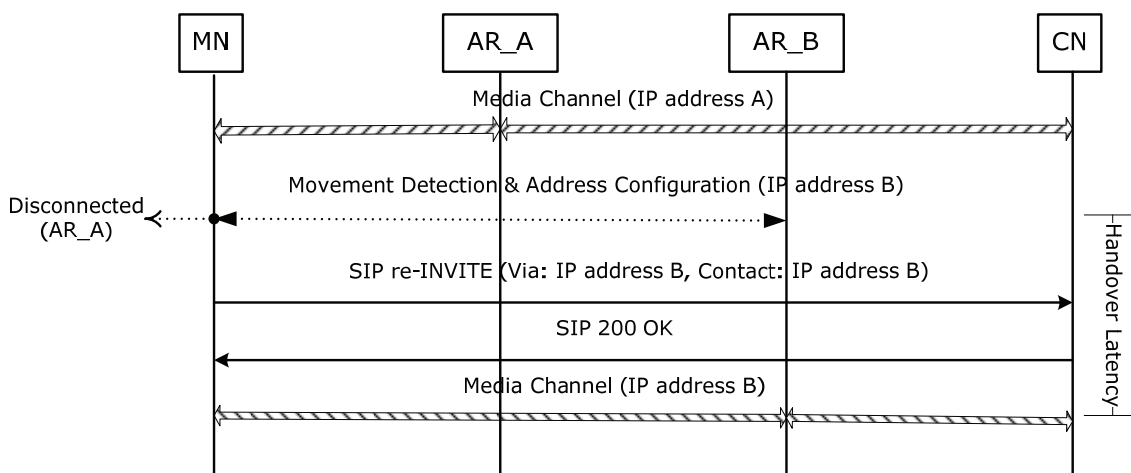 MN
AR_A
AR_B
CN
Media Channel (IP address A)
Movement Detection & Address Configuration (IP address B)
Disconnected
(AR_A)
SIP re-INVITE (Via: IP address B, Contact: IP address B)
Handover Latency
SIP 200 OK
Media Channel (IP address B)